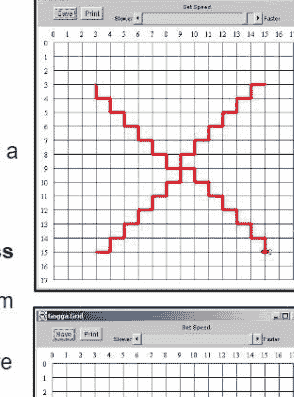 Save Print Set Speed
Slower Faster
0 1 2 3 4 5 6 7 8 9 10 11 12 13 14 15 16 17
0
1
2
3
4
5
6
7
8
9
10
11
12
13
14
15
16
17
a
ss
m
e
Gogga Grid
Save Print Set Speed
Slower Faster
0 1 2 3 4 5 6 7 8 9 10 11 12 13 14 15 16 17
0
1
2